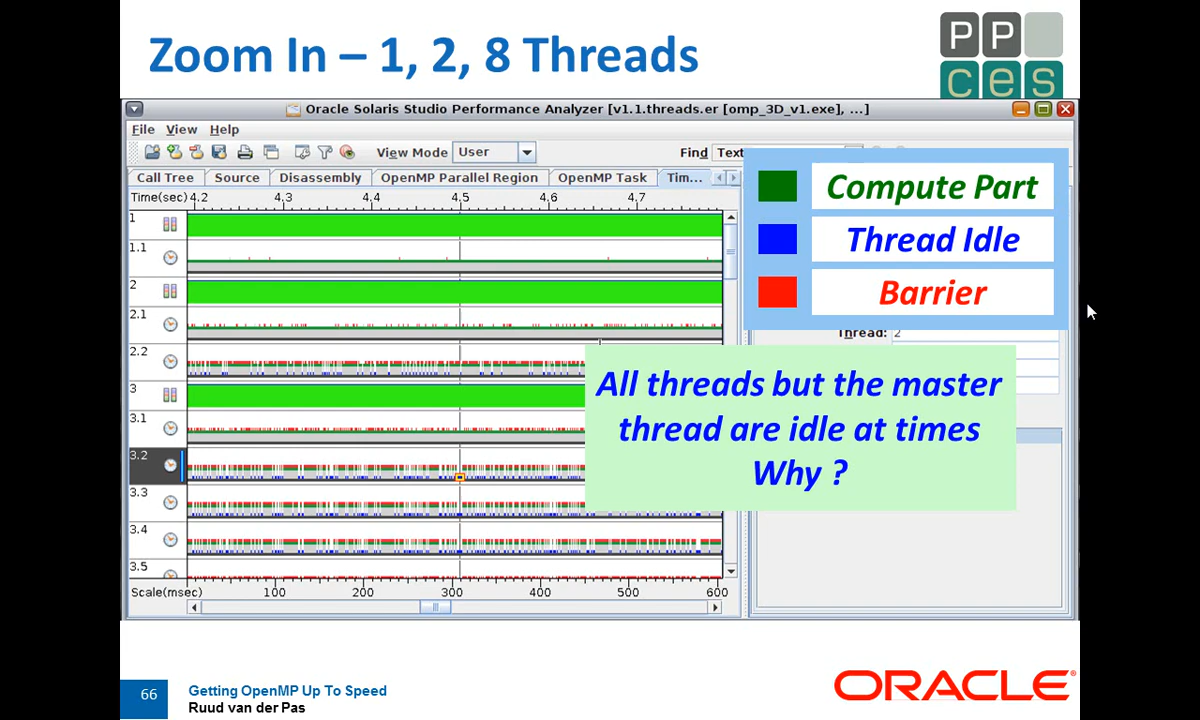 Zoom In – 1, 2, 8 Threads
PP
ces
Oracle Solaris Studio Performance Analyzer [v1.1.threads.er [omp_3D_v1.exe], ...]
File View Help
View Mode User Find Text
Call Tree Source Disassembly OpenMP Parallel Region OpenMP Task Tim...
Time(sec) 4.2 4.3 4.4 4.5 4.6 4.7
1
1.1
2
2.1
2.2
3
3.1
3.2
3.3
3.4
3.5
Scale(msec) 100 200 300 400 500 600
Compute Part
Thread Idle
Barrier
Thread: 2
All threads but the master
thread are idle at times
Why ?
66
Getting OpenMP Up To Speed
Ruud van der Pas
ORACLE®